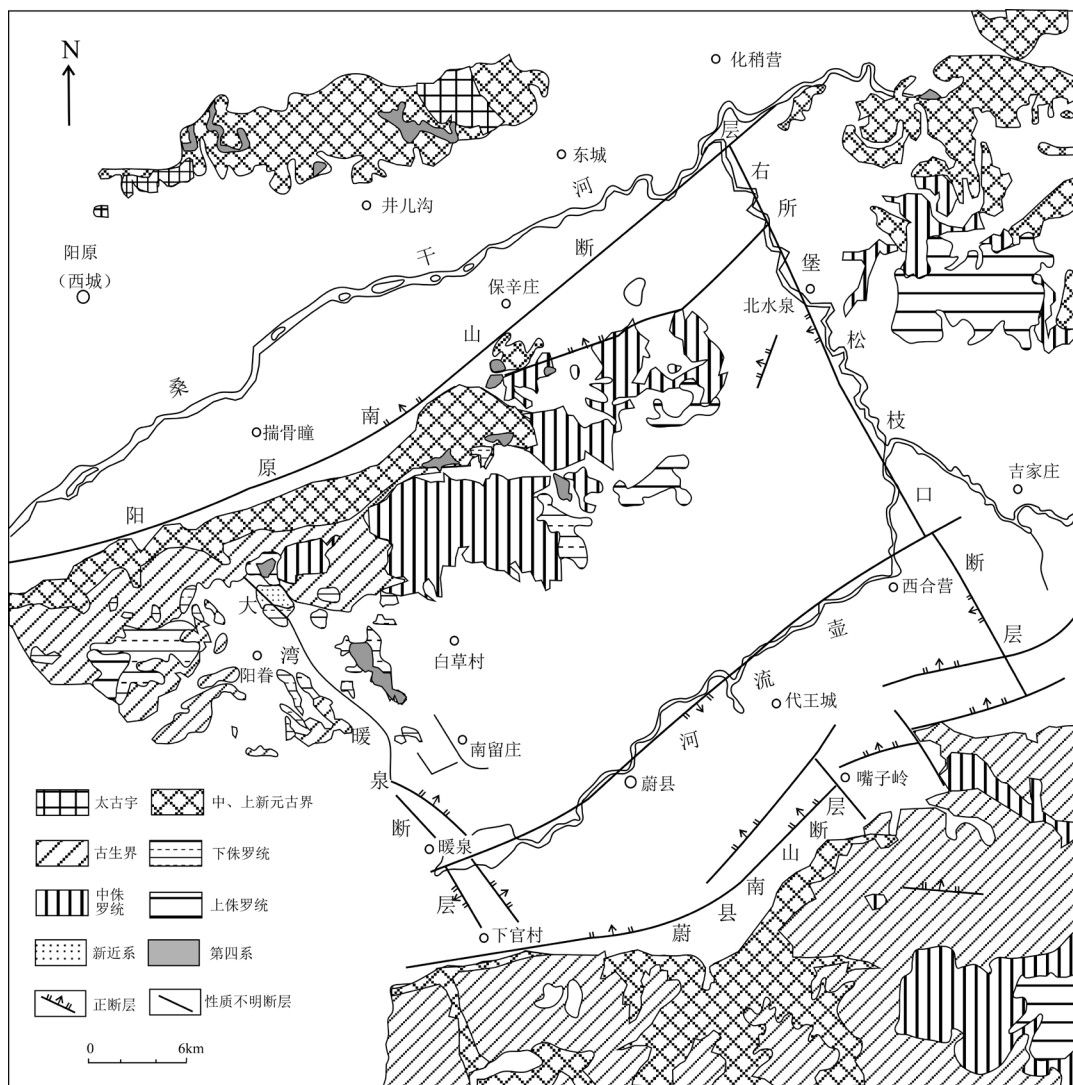 N
化稍营
东城
井儿沟
阳原
（西城）
保辛庄
北水泉
揣骨疃
吉家庄
西合营
白草村
阳眷
代王城
南留庄
蔚县
嘴子岭
暖泉
下官村
桑干河
阳原南山断层
右所堡松枝口断层
壶流河
大湾暖泉断层
蔚县南山断层
太古宇
中、上新元古界
古生界
下侏罗统
中侏
罗统
上侏罗统
新近系
第四系
正断层
性质不明断层
0 6km